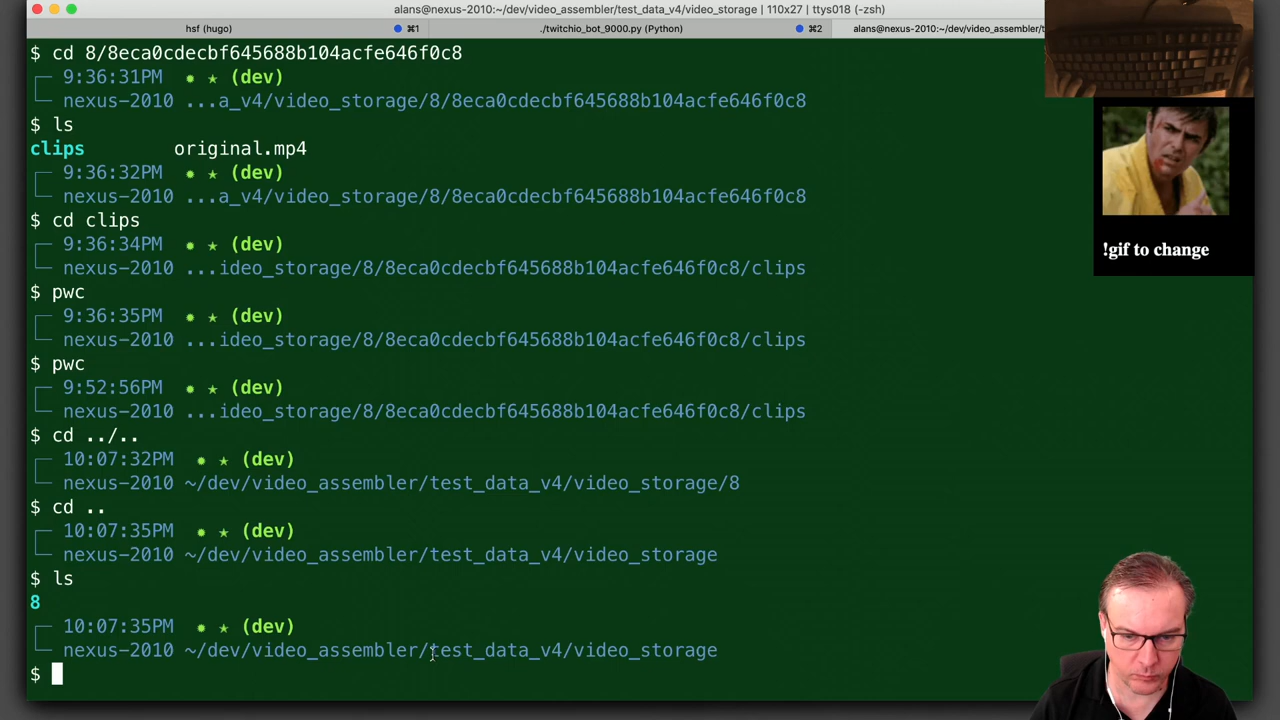 alans@nexus-2010:~/dev/video_assembler/test_data_v4/video_storage | 110x27 | ttys018 (-zsh)
hsf (hugo) ⌘1 ./twitchio_bot_9000.py (Python) ⌘2 alans@nexus-2010:~/dev/video_assembler/t
$ cd 8/8eca0cdecbf645688b104acfe646f0c8
┌─ 9:36:31PM ● ★ (dev)
└─ nexus-2010 ...a_v4/video_storage/8/8eca0cdecbf645688b104acfe646f0c8
$ ls
clips original.mp4
┌─ 9:36:32PM ● ★ (dev)
└─ nexus-2010 ...a_v4/video_storage/8/8eca0cdecbf645688b104acfe646f0c8
$ cd clips
┌─ 9:36:34PM ● ★ (dev)
└─ nexus-2010 ...ideo_storage/8/8eca0cdecbf645688b104acfe646f0c8/clips
$ pwc
┌─ 9:36:35PM ● ★ (dev)
└─ nexus-2010 ...ideo_storage/8/8eca0cdecbf645688b104acfe646f0c8/clips
$ pwc
┌─ 9:52:56PM ● ★ (dev)
└─ nexus-2010 ...ideo_storage/8/8eca0cdecbf645688b104acfe646f0c8/clips
$ cd ../..
┌─ 10:07:32PM ● ★ (dev)
└─ nexus-2010 ~/dev/video_assembler/test_data_v4/video_storage/8
$ cd ..
┌─ 10:07:35PM ● ★ (dev)
└─ nexus-2010 ~/dev/video_assembler/test_data_v4/video_storage
$ ls
8
┌─ 10:07:35PM ● ★ (dev)
└─ nexus-2010 ~/dev/video_assembler/test_data_v4/video_storage
$
!gif to change